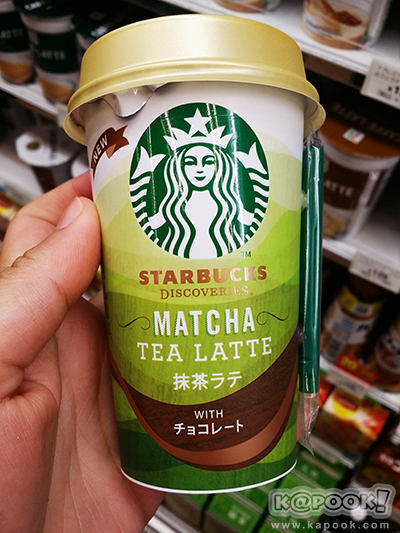 NEW
STARBUCKS
DISCOVERIES.
MATCHA
TEA LATTE
抹茶ラテ
WITH
チョコレート
LATTE
K@POOK!
www.kapook.com